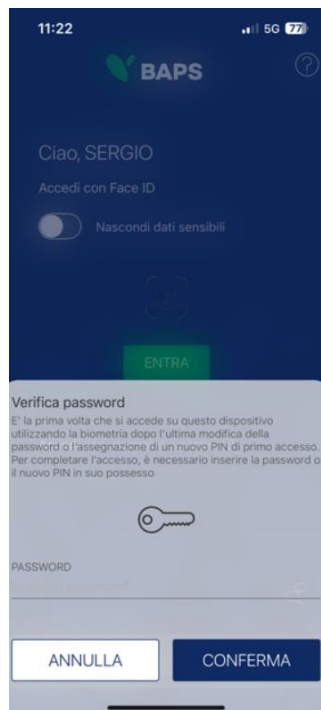 11:22
5G 77
BAPS
?
Ciao, SERGIO
Accedi con Face ID
Nascondi dati sensibili
ENTRA
Verifica password
E' la prima volta che si accede su questo dispositivo
utilizzando la biometria dopo l'ultima modifica della
password o l'assegnazione di un nuovo PIN di primo accesso.
Per completare l'accesso, è necessario inserire la password o
il nuovo PIN in suo possesso
PASSWORD
ANNULLA
CONFERMA